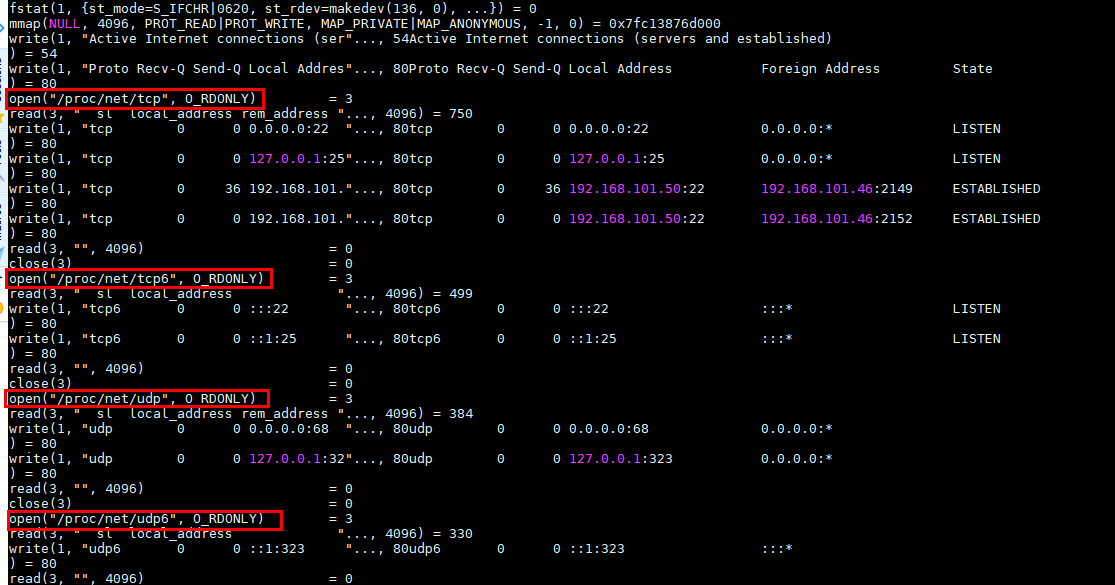 fstat(1, {st_mode=S_IFCHR|0620, st_rdev=makedev(136, 0), ...}) = 0
mmap(NULL, 4096, PROT_READ|PROT_WRITE, MAP_PRIVATE|MAP_ANONYMOUS, -1, 0) = 0x7fc13876d000
write(1, "Active Internet connections (ser"..., 54Active Internet connections (servers and established)
) = 54
write(1, "Proto Recv-Q Send-Q Local Addres"..., 80Proto Recv-Q Send-Q Local Address           Foreign Address         State
) = 80
open("/proc/net/tcp", O_RDONLY)         = 3
read(3, "  sl  local_address rem_address "..., 4096) = 750
write(1, "tcp        0      0 0.0.0.0:22  "..., 80tcp        0      0 0.0.0.0:22              0.0.0.0:*               LISTEN
) = 80
write(1, "tcp        0      0 127.0.0.1:25"..., 80tcp        0      0 127.0.0.1:25            0.0.0.0:*               LISTEN
) = 80
write(1, "tcp        0     36 192.168.101."..., 80tcp        0     36 192.168.101.50:22       192.168.101.46:2149     ESTABLISHED
) = 80
write(1, "tcp        0      0 192.168.101."..., 80tcp        0      0 192.168.101.50:22       192.168.101.46:2152     ESTABLISHED
) = 80
read(3, "", 4096)                       = 0
close(3)                                = 0
open("/proc/net/tcp6", O_RDONLY)        = 3
read(3, "  sl  local_address             "..., 4096) = 499
write(1, "tcp6       0      0 :::22       "..., 80tcp6       0      0 :::22                   :::*                    LISTEN
) = 80
write(1, "tcp6       0      0 ::1:25      "..., 80tcp6       0      0 ::1:25                  :::*                    LISTEN
) = 80
read(3, "", 4096)                       = 0
close(3)                                = 0
open("/proc/net/udp", O_RDONLY)         = 3
read(3, "  sl  local_address rem_address "..., 4096) = 384
write(1, "udp        0      0 0.0.0.0:68  "..., 80udp        0      0 0.0.0.0:68              0.0.0.0:*
) = 80
write(1, "udp        0      0 127.0.0.1:32"..., 80udp        0      0 127.0.0.1:323           0.0.0.0:*
) = 80
read(3, "", 4096)                       = 0
close(3)                                = 0
open("/proc/net/udp6", O_RDONLY)        = 3
read(3, "  sl  local_address             "..., 4096) = 330
write(1, "udp6       0      0 ::1:323     "..., 80udp6       0      0 ::1:323                 :::*
) = 80
read(3, "", 4096)                       = 0